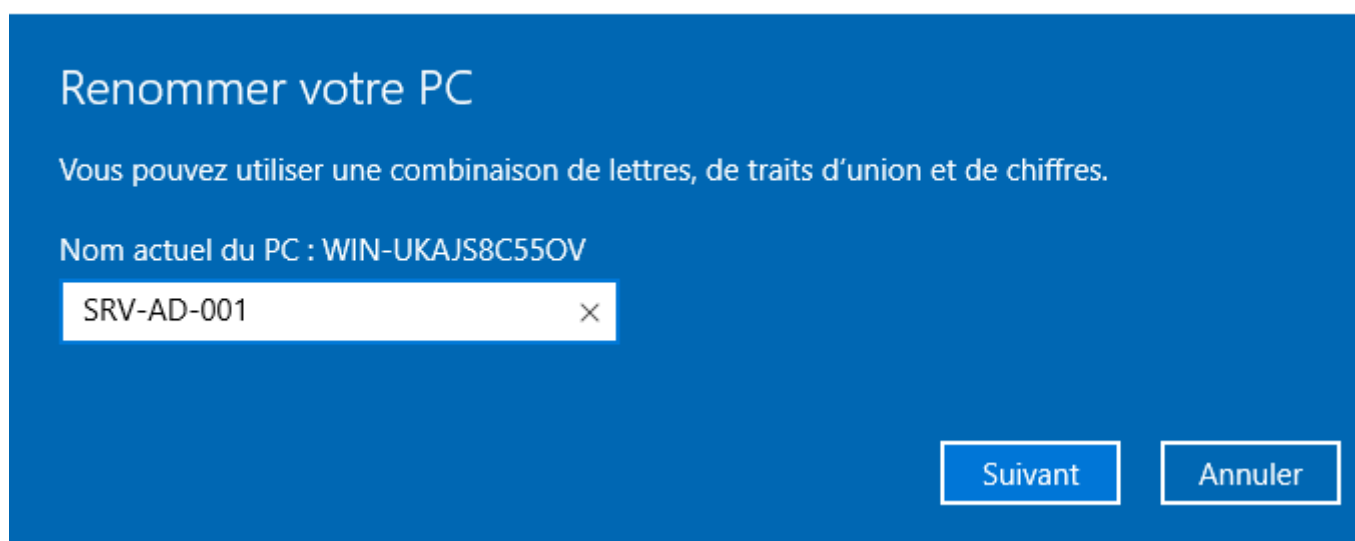 Renommer votre PC
Vous pouvez utiliser une combinaison de lettres, de traits d’union et de chiffres.
Nom actuel du PC : WIN-UKAJS8C55OV
SRV-AD-001
Suivant
Annuler